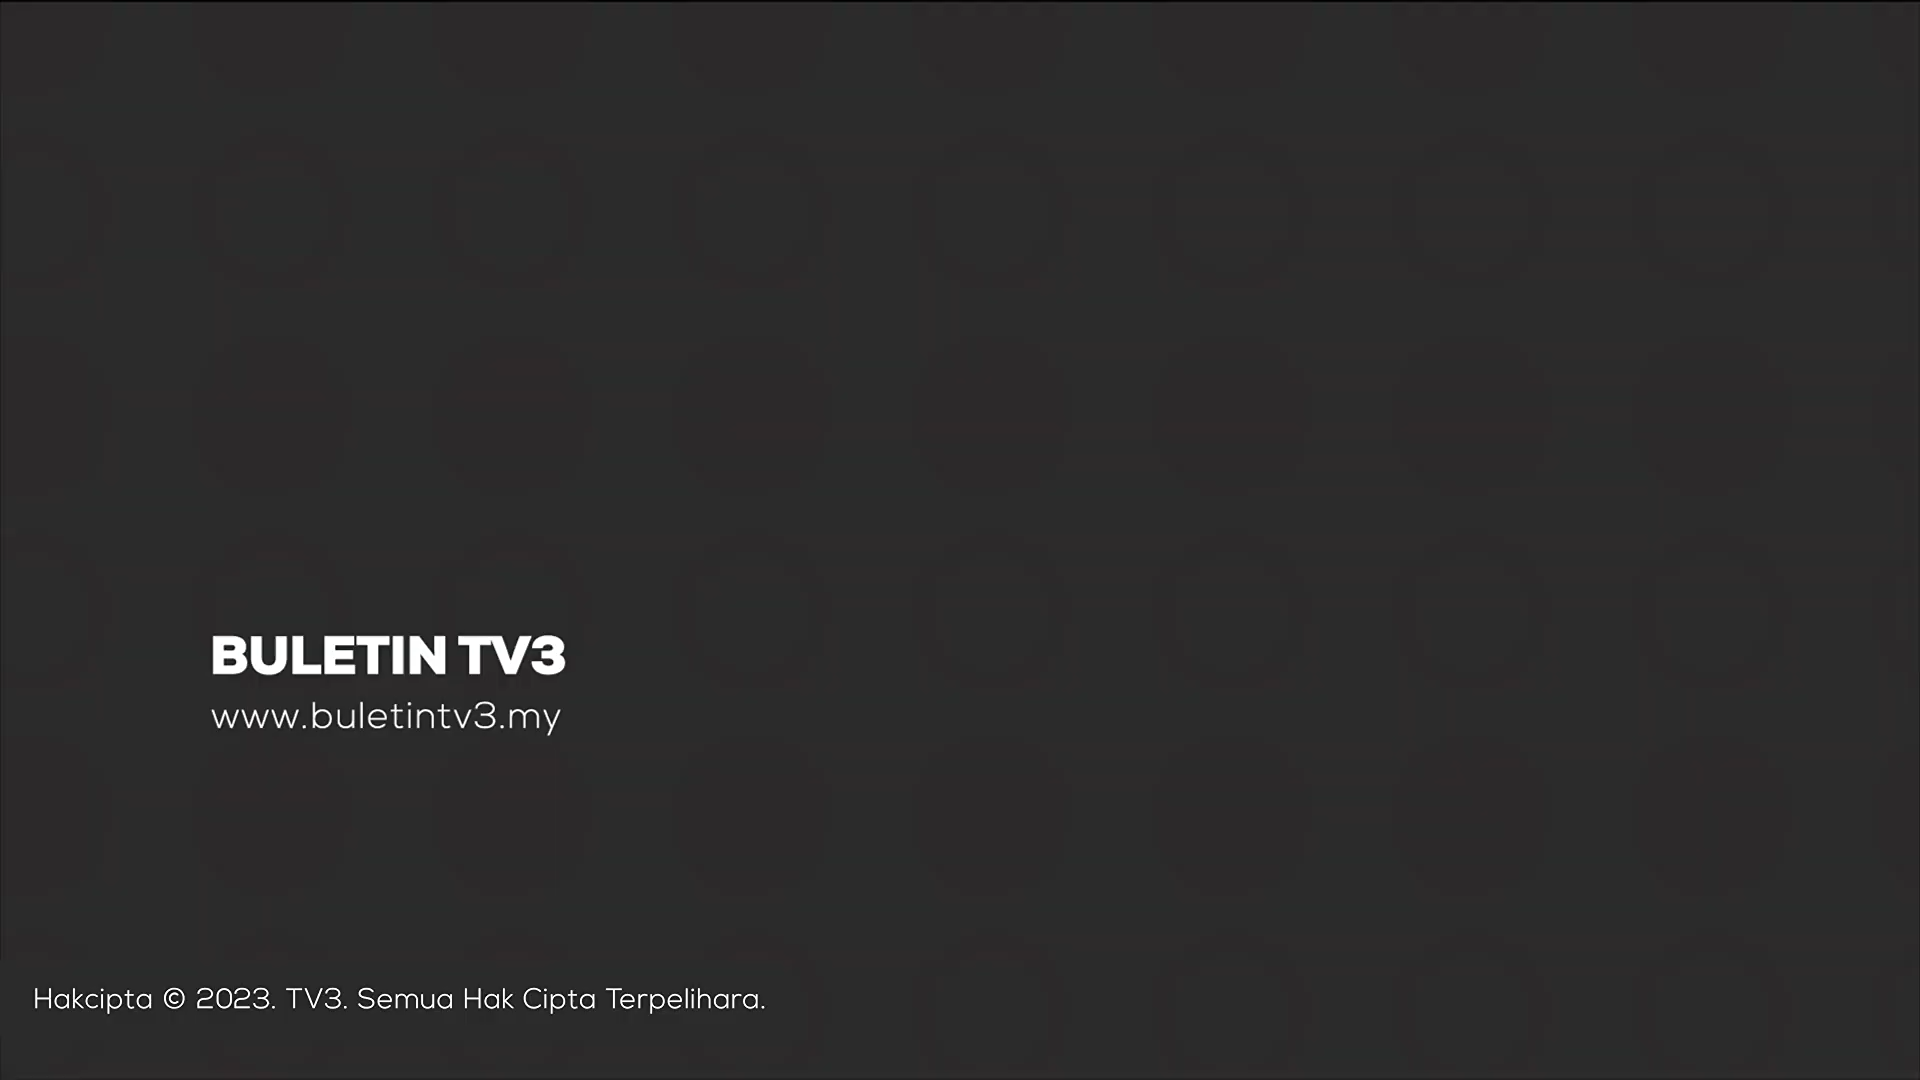 BULETIN TV3
www.buletintv3.my
Hakcipta © 2023. TV3. Semua Hak Cipta Terpelihara.